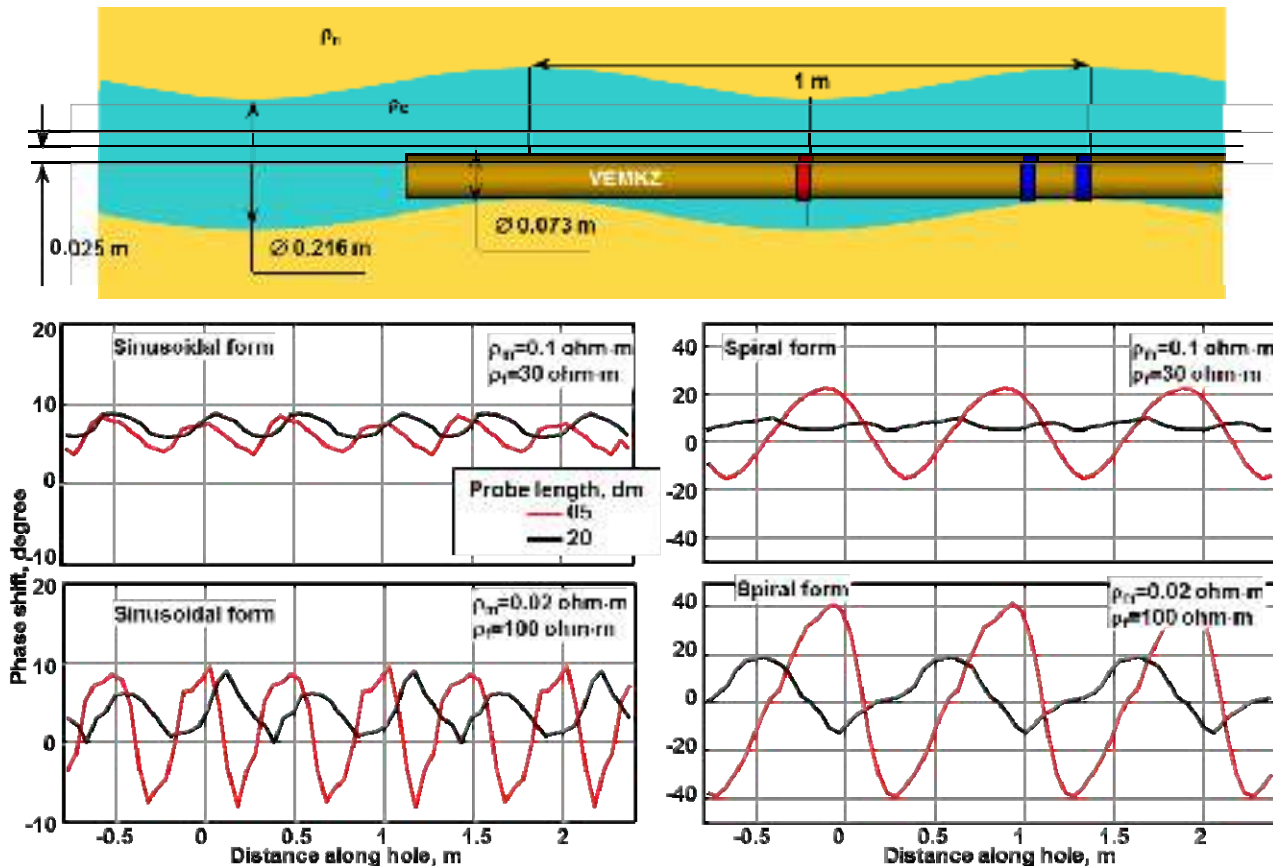 1 m
VEMKZ
0.025 m
Ø 0.216 m
Ø 0.073 m
20
10
0
-10
Sinusoidal form
ρm=0.1 ohm-m
ρf=30 ohm-m
40
20
0
-20
-40
Spiral form
ρm=0.1 ohm-m
ρf=30 ohm-m
Probe length, dm
05
20
Phase shift, degree
20
10
0
-10
Sinusoidal form
ρm=0.02 ohm-m
ρf=100 ohm-m
-0.5 0 0.5 1 1.5 2
Distance along hole, m
40
20
0
-20
-40
Spiral form
ρm=0.02 ohm-m
ρf=100 ohm-m
-0.5 0 0.5 1 1.5 2
Distance along hole, m